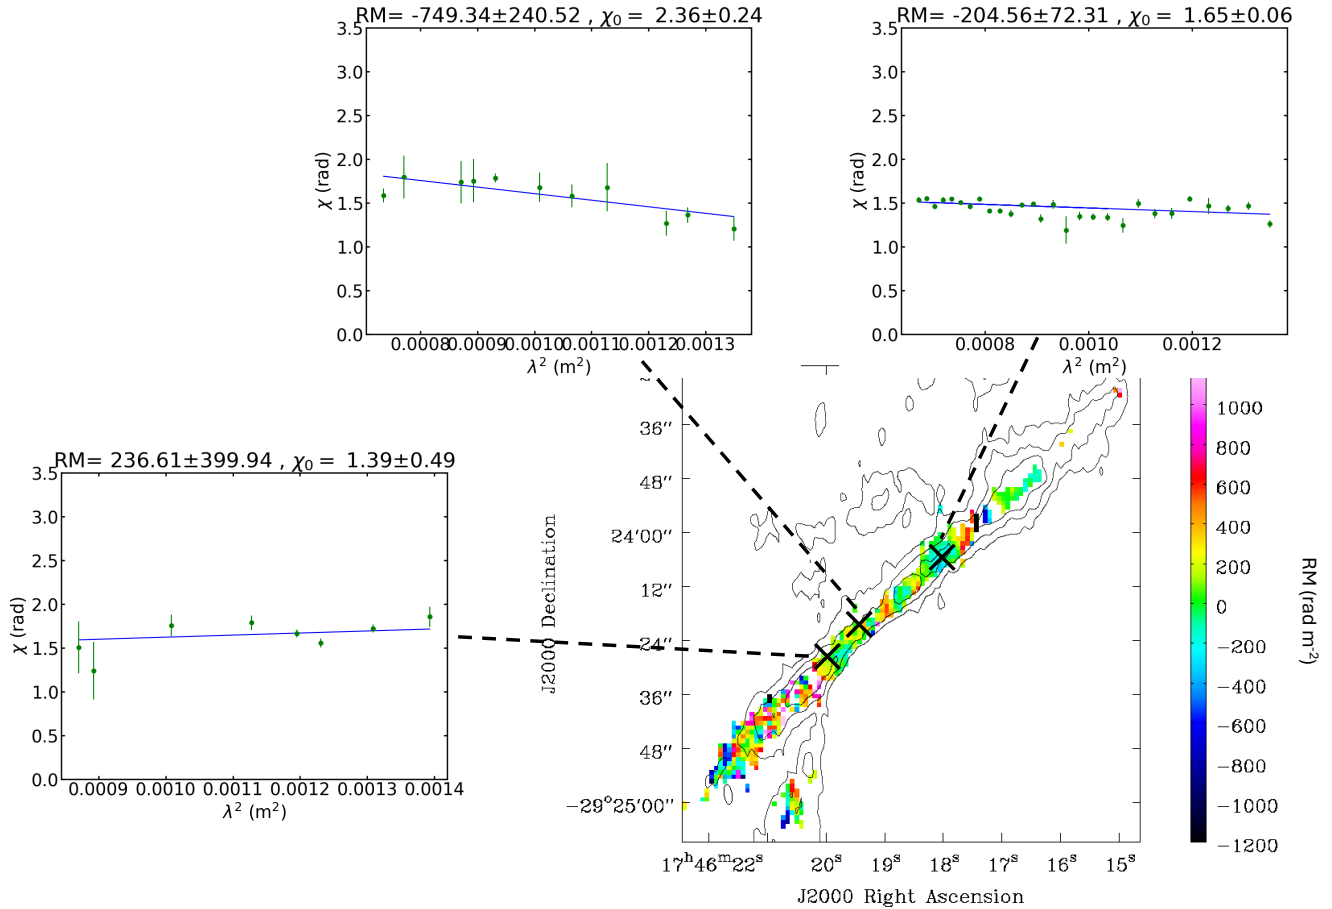 RM= -749.34±240.52 , χ0 = 2.36±0.24
3.5
3.0
2.5
2.0
1.5
1.0
0.5
0.0
χ (rad)
0.0008 0.0009 0.0010 0.0011 0.0012 0.0013
λ² (m²)
RM= -204.56±72.31 , χ0 = 1.65±0.06
3.5
3.0
2.5
2.0
1.5
1.0
0.5
0.0
χ (rad)
0.0008 0.0010 0.0012
λ² (m²)
RM= 236.61±399.94 , χ0 = 1.39±0.49
3.5
3.0
2.5
2.0
1.5
1.0
0.5
0.0
χ (rad)
0.0009 0.0010 0.0011 0.0012 0.0013 0.0014
λ² (m²)
J2000 Declination
36″
48″
24′00″
12″
24″
36″
48″
−29°25′00″
17ʰ46ᵐ22ˢ 20ˢ 19ˢ 18ˢ 17ˢ 16ˢ 15ˢ
J2000 Right Ascension
1000
800
600
400
200
0
−200
−400
−600
−800
−1000
−1200
RM (rad m⁻²)